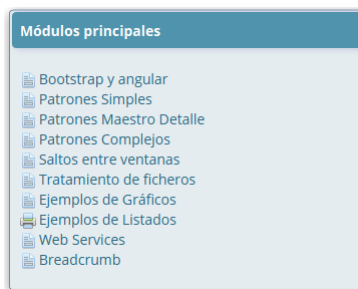 Módulos principales
Bootstrap y angular
Patrones Simples
Patrones Maestro Detalle
Patrones Complejos
Saltos entre ventanas
Tratamiento de ficheros
Ejemplos de Gráficos
Ejemplos de Listados
Web Services
Breadcrumb